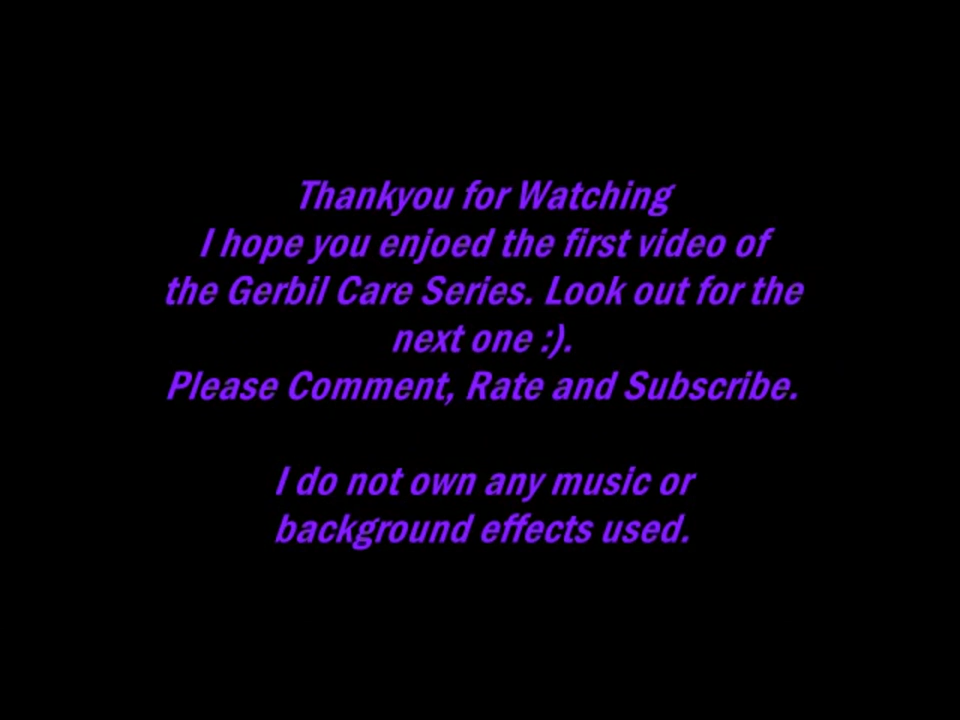 Thankyou for Watching
I hope you enjoed the first video of
the Gerbil Care Series. Look out for the
next one :).
Please Comment, Rate and Subscribe.
I do not own any music or
background effects used.